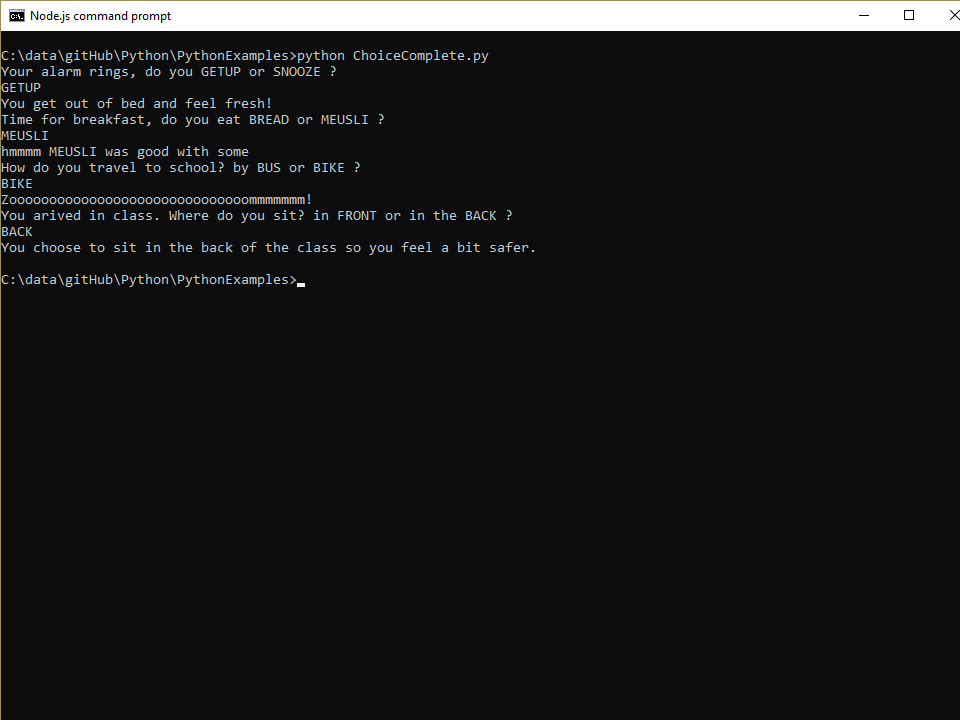 Node.js command prompt
C:\data\gitHub\Python\PythonExamples>python ChoiceComplete.py
Your alarm rings, do you GETUP or SNOOZE ?
GETUP
You get out of bed and feel fresh!
Time for breakfast, do you eat BREAD or MEUSLI ?
MEUSLI
hmmmm MEUSLI was good with some
How do you travel to school? by BUS or BIKE ?
BIKE
Zoooooooooooooooooooooooooooooommmmmmm!
You arived in class. Where do you sit? in FRONT or in the BACK ?
BACK
You choose to sit in the back of the class so you feel a bit safer.
C:\data\gitHub\Python\PythonExamples>